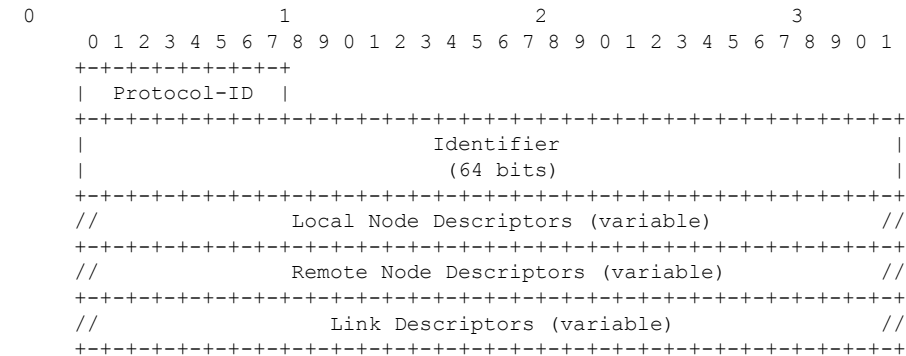 0                   1                   2                   3
 0 1 2 3 4 5 6 7 8 9 0 1 2 3 4 5 6 7 8 9 0 1 2 3 4 5 6 7 8 9 0 1
+-+-+-+-+-+-+-+-+
|  Protocol-ID  |
+-+-+-+-+-+-+-+-+-+-+-+-+-+-+-+-+-+-+-+-+-+-+-+-+-+-+-+-+-+-+-+-+
|                           Identifier                          |
|                            (64 bits)                          |
+-+-+-+-+-+-+-+-+-+-+-+-+-+-+-+-+-+-+-+-+-+-+-+-+-+-+-+-+-+-+-+-+
//               Local Node Descriptors (variable)             //
+-+-+-+-+-+-+-+-+-+-+-+-+-+-+-+-+-+-+-+-+-+-+-+-+-+-+-+-+-+-+-+-+
//               Remote Node Descriptors (variable)            //
+-+-+-+-+-+-+-+-+-+-+-+-+-+-+-+-+-+-+-+-+-+-+-+-+-+-+-+-+-+-+-+-+
//                  Link Descriptors (variable)                //
+-+-+-+-+-+-+-+-+-+-+-+-+-+-+-+-+-+-+-+-+-+-+-+-+-+-+-+-+-+-+-+-+